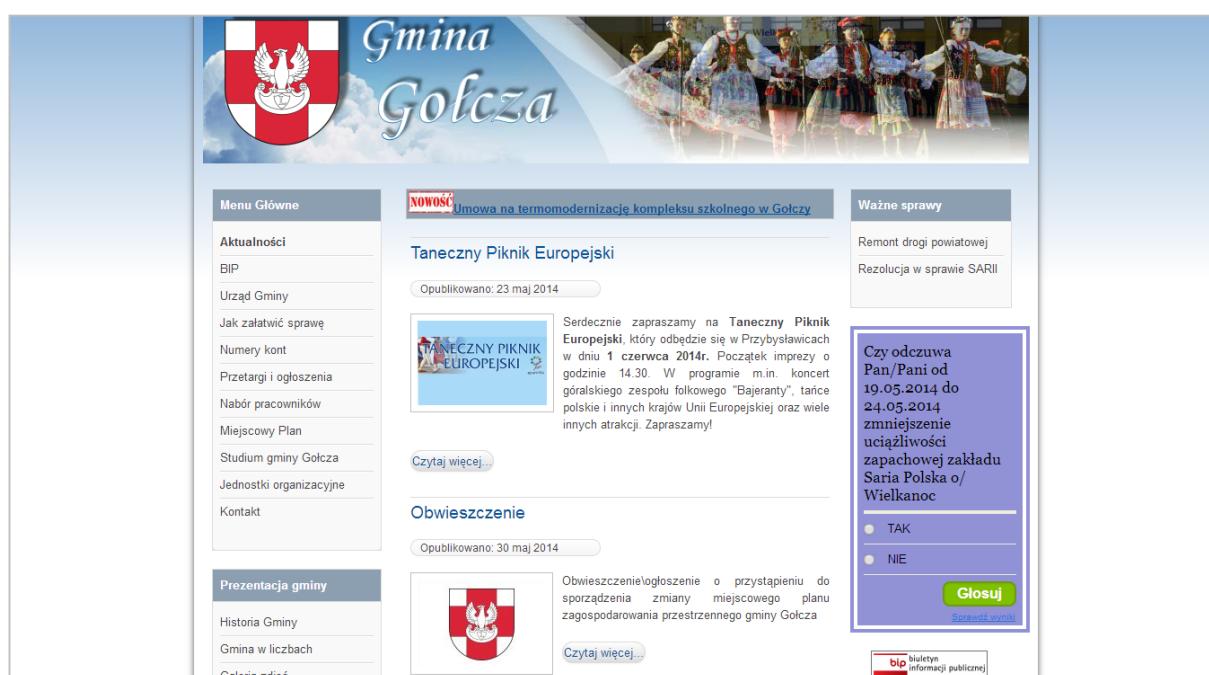 Gmina
Gołcza
Menu Główne
Aktualności
BIP
Urząd Gminy
Jak załatwić sprawę
Numery kont
Przetargi i ogłoszenia
Nabór pracowników
Miejscowy Plan
Studium gminy Gołcza
Jednostki organizacyjne
Kontakt
Prezentacja gminy
Historia Gminy
Gmina w liczbach
Galeria zdjęć
NOWOŚĆ Umowa na termomodernizację kompleksu szkolnego w Gołczy
Taneczny Piknik Europejski
Opublikowano: 23 maj 2014
TANECZNY PIKNIK
EUROPEJSKI
Serdecznie zapraszamy na Taneczny Piknik
Europejski, który odbędzie się w Przybysławicach
w dniu 1 czerwca 2014r. Początek imprezy o
godzinie 14.30. W programie m.in. koncert
góralskiego zespołu folkowego "Bajeranty", tańce
polskie i innych krajów Unii Europejskiej oraz wiele
innych atrakcji. Zapraszamy!
Czytaj więcej...
Obwieszczenie
Opublikowano: 30 maj 2014
Obwieszczenie\ogłoszenie o przystąpieniu do
sporządzenia zmiany miejscowego planu
zagospodarowania przestrzennego gminy Gołcza
Czytaj więcej...
Ważne sprawy
Remont drogi powiatowej
Rezolucja w sprawie SARII
Czy odczuwa
Pan/Pani od
19.05.2014 do
24.05.2014
zmniejszenie
uciążliwości
zapachowej zakładu
Saria Polska o/
Wielkanoc
TAK
NIE
Głosuj
Sprawdź wyniki
bip biuletyn
informacji publicznej